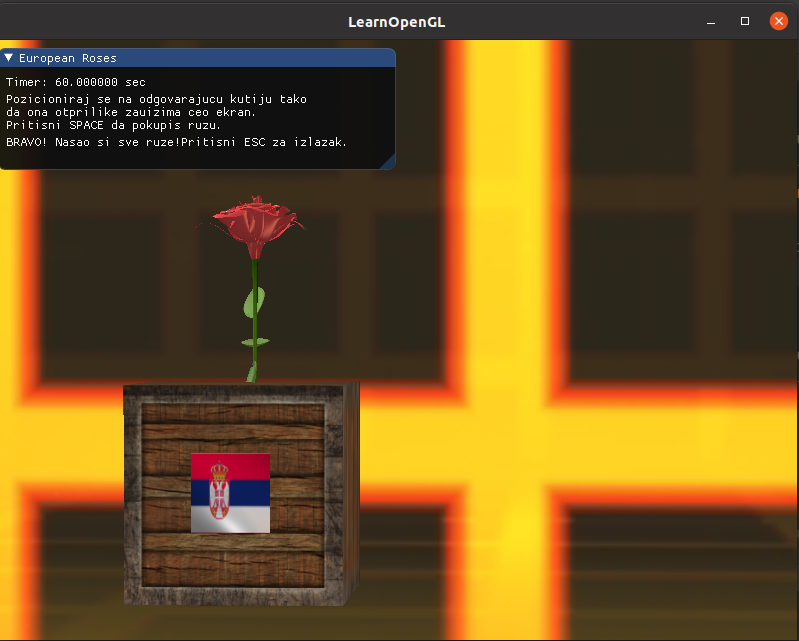 LearnOpenGL
European Roses
Timer: 60.000000 sec
Pozicioniraj se na odgovarajucu kutiju tako
da ona otprilike zauizima ceo ekran.
Pritisni SPACE da pokupis ruzu.
BRAVO! Nasao si sve ruze!Pritisni ESC za izlazak.